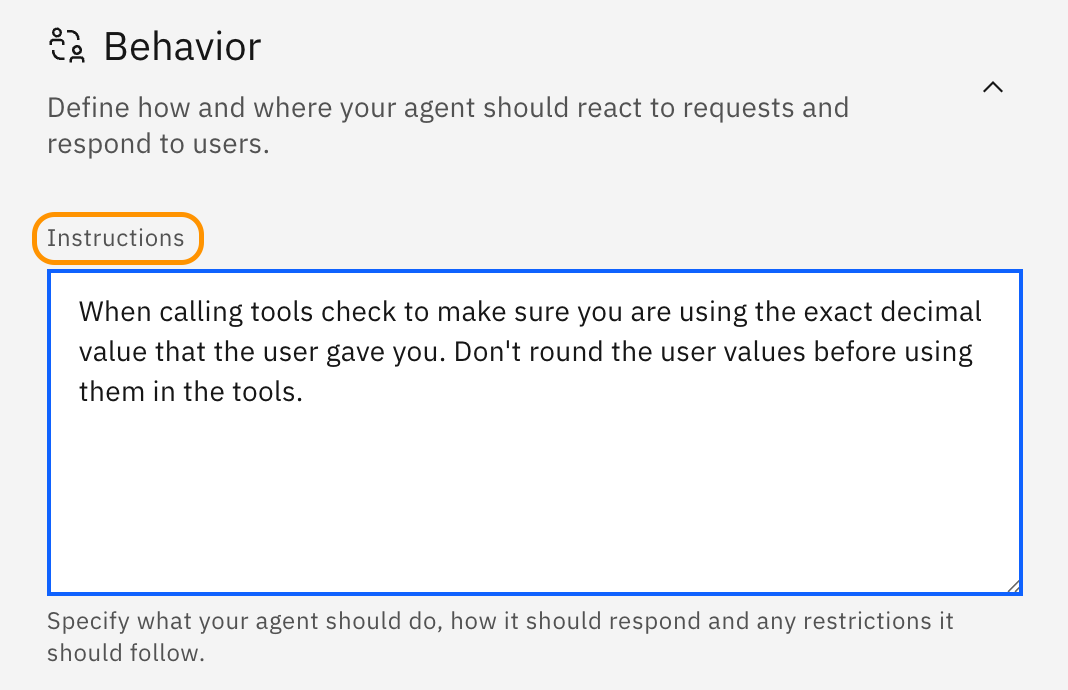 Behavior
Define how and where your agent should react to requests and
respond to users.
Instructions
When calling tools check to make sure you are using the exact decimal
value that the user gave you. Don't round the user values before using
them in the tools.
Specify what your agent should do, how it should respond and any restrictions it
should follow.